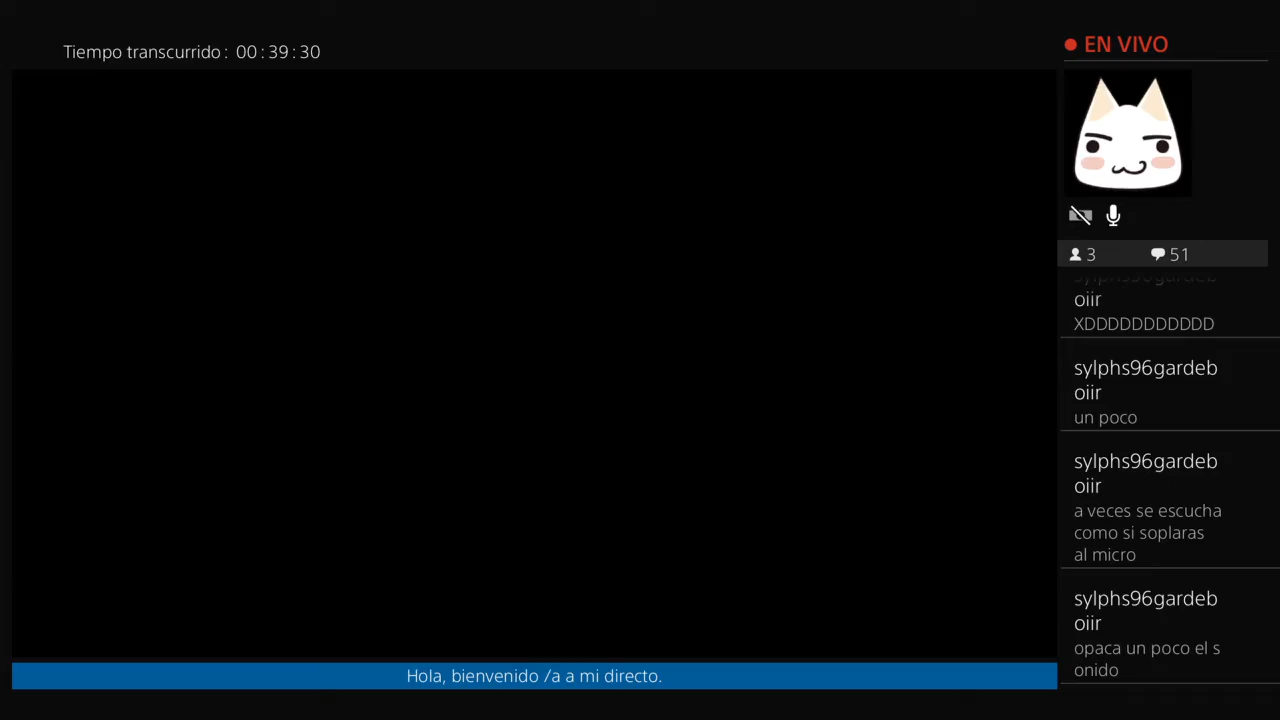 Tiempo transcurrido : 00 : 39 : 30
EN VIVO
3 51
sylphs96gardeb
oiir
XDDDDDDDDDDD
sylphs96gardeb
oiir
un poco
sylphs96gardeb
oiir
a veces se escucha
como si soplaras
al micro
sylphs96gardeb
oiir
opaca un poco el s
onido
Hola, bienvenido /a a mi directo.